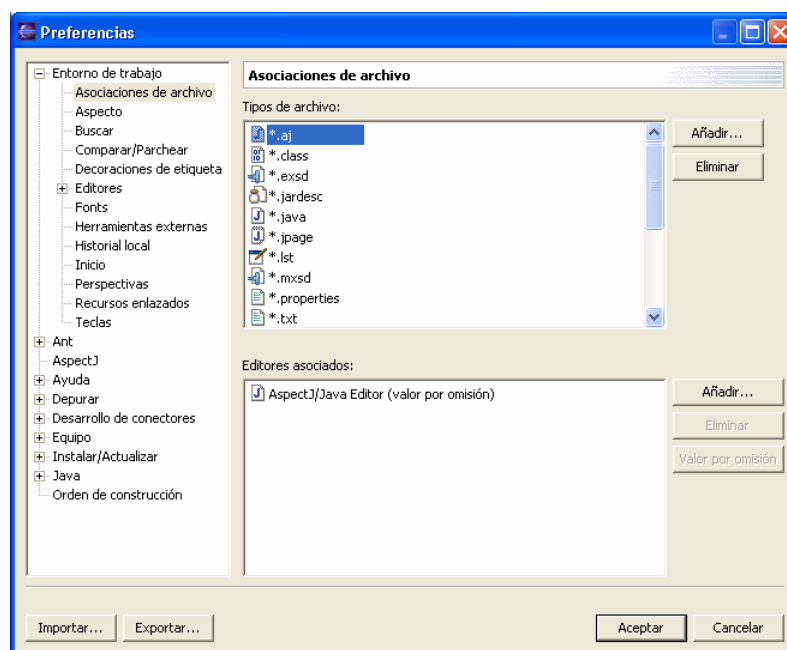 Preferencias
Entorno de trabajo
Asociaciones de archivo
Aspecto
Buscar
Comparar/Parchear
Decoraciones de etiqueta
Editores
Fonts
Herramientas externas
Historial local
Inicio
Perspectivas
Recursos enlazados
Teclas
Ant
AspectJ
Ayuda
Depurar
Desarrollo de conectores
Equipo
Instalar/Actualizar
Java
Orden de construcción
Asociaciones de archivo
Tipos de archivo:
*.aj
*.class
*.exsd
*.jardesc
*.java
*.jpage
*.lst
*.mxsd
*.properties
*.txt
Añadir...
Eliminar
Editores asociados:
AspectJ/Java Editor (valor por omisión)
Añadir...
Eliminar
Valor por omisión
Importar...
Exportar...
Aceptar
Cancelar